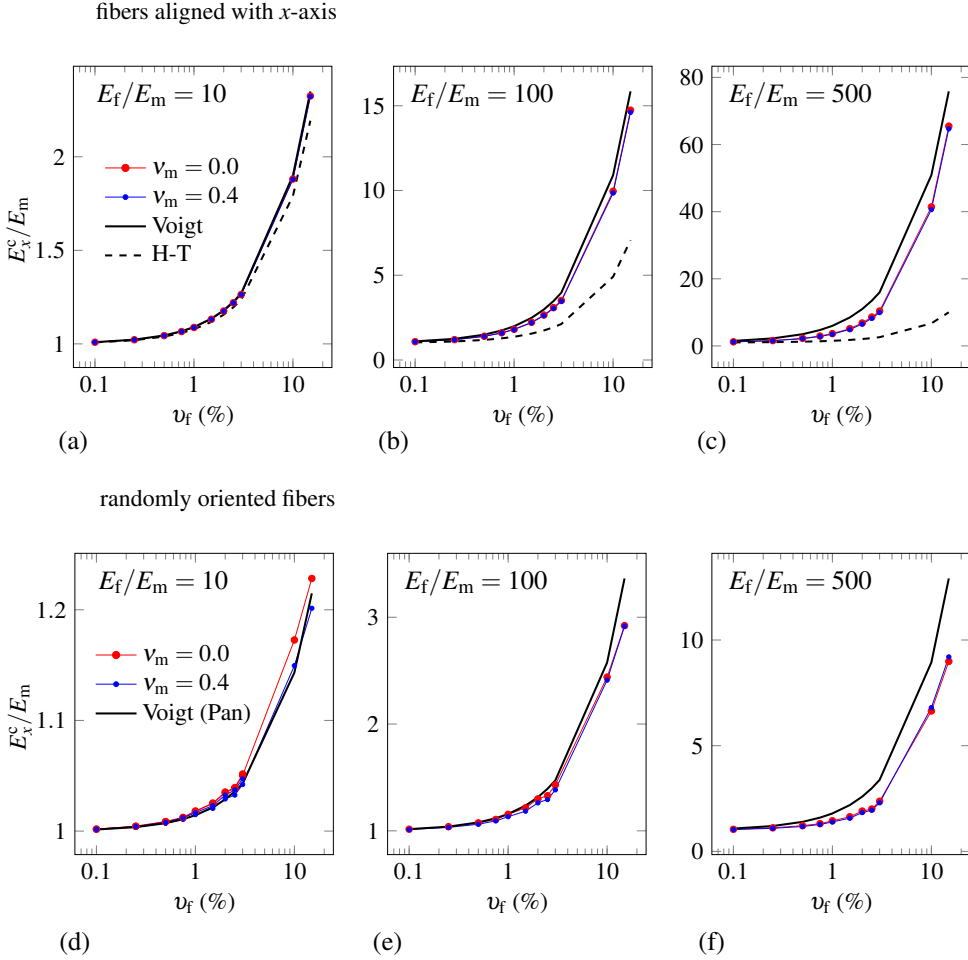 fibers aligned with x-axis
E_f/E_m = 10
ν_m = 0.0
ν_m = 0.4
Voigt
H-T
E_x^c/E_m
1
1.5
2
0.1
1
10
υ_f (%)
(a)
E_f/E_m = 100
0
5
10
15
0.1
1
10
υ_f (%)
(b)
E_f/E_m = 500
0
20
40
60
80
0.1
1
10
υ_f (%)
(c)
randomly oriented fibers
E_f/E_m = 10
ν_m = 0.0
ν_m = 0.4
Voigt (Pan)
E_x^c/E_m
1
1.1
1.2
0.1
1
10
υ_f (%)
(d)
E_f/E_m = 100
1
2
3
0.1
1
10
υ_f (%)
(e)
E_f/E_m = 500
0
5
10
0.1
1
10
υ_f (%)
(f)